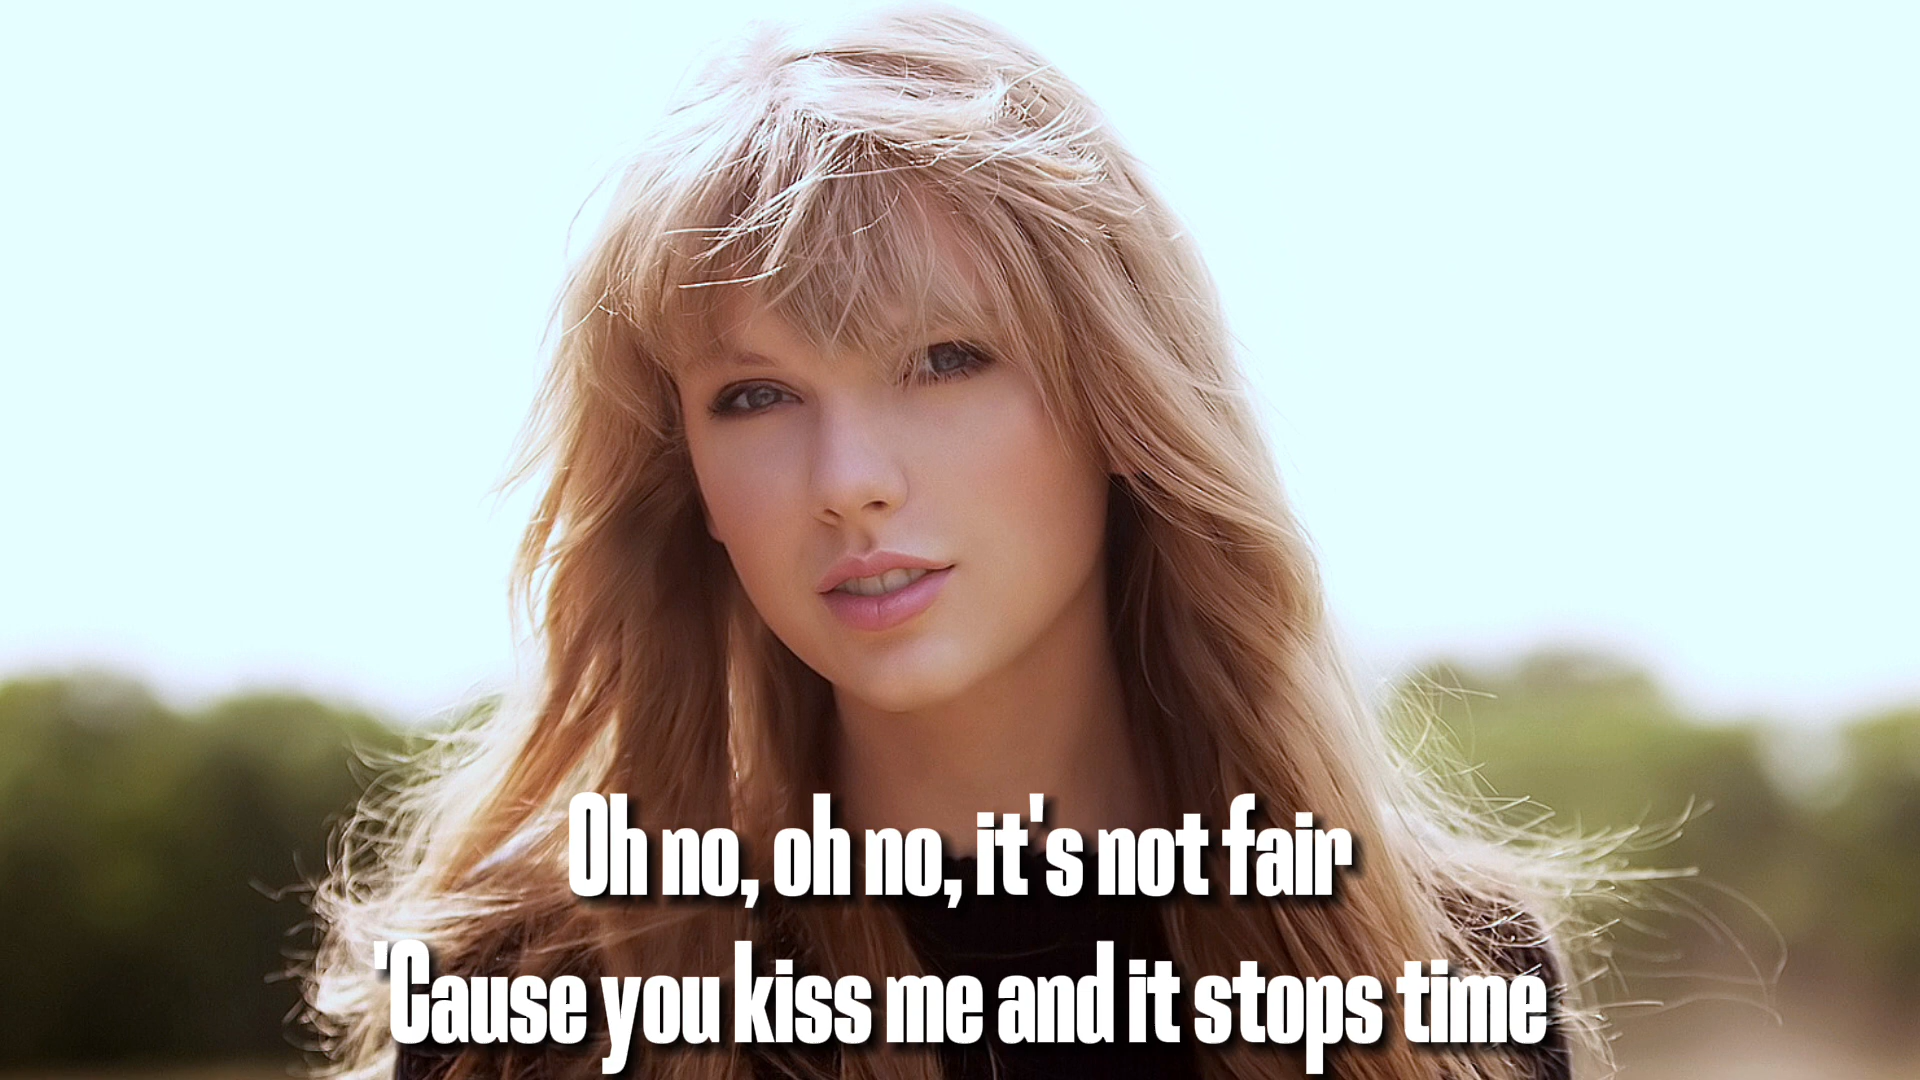 Oh no, oh no, it's not fair
'Cause you kiss me and it stops time